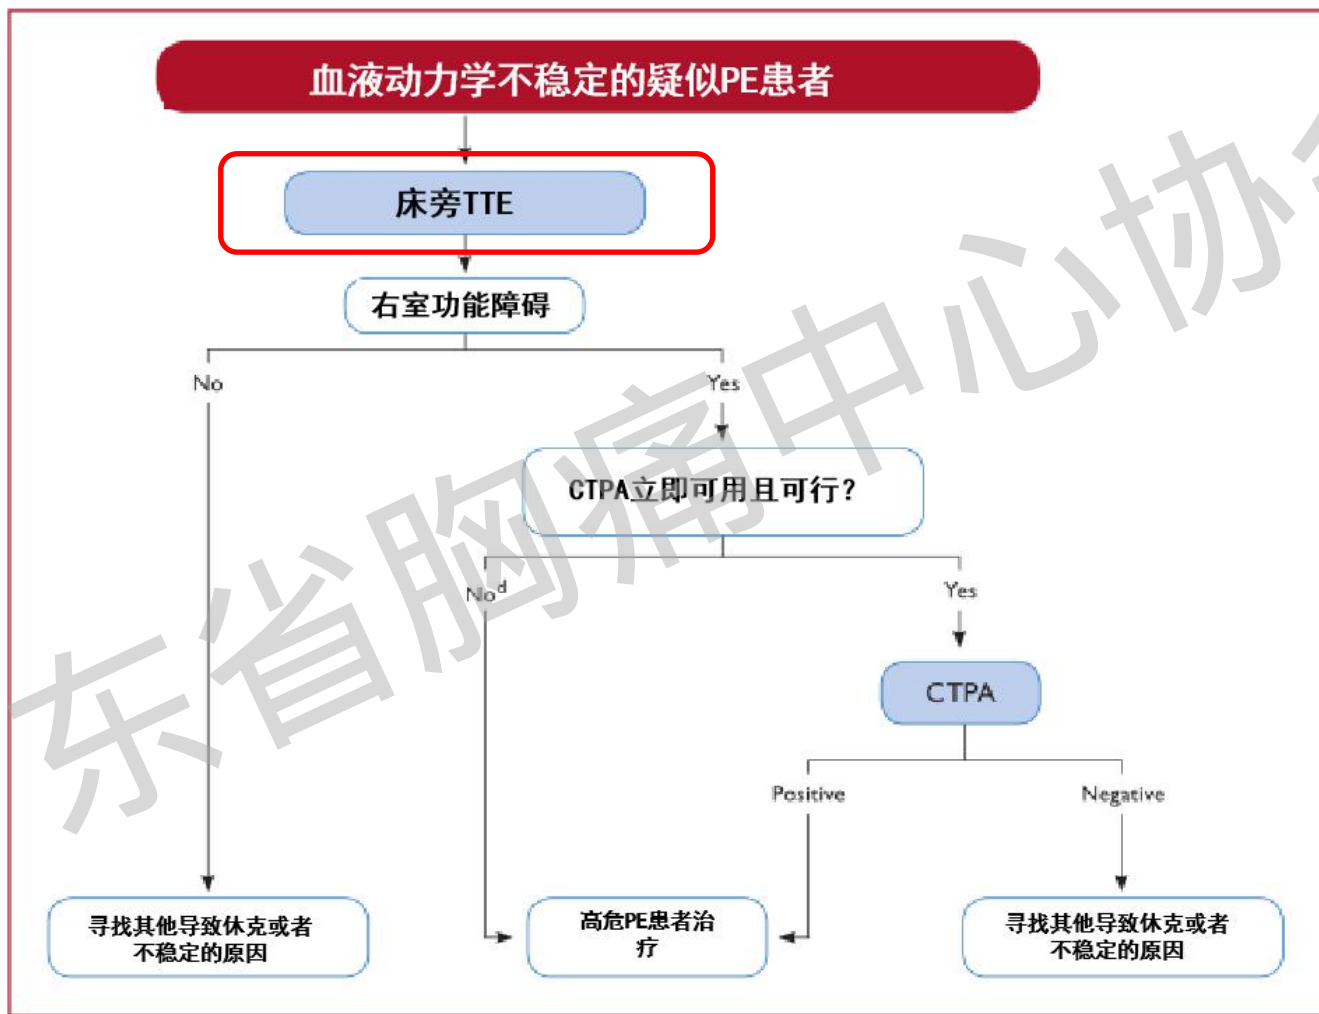 血液动力学不稳定的疑似PE患者
床旁TTE
右室功能障碍
No
Yes
CTPA立即可用且可行？
No^d
Yes
CTPA
Positive
Negative
寻找其他导致休克或者
不稳定的原因
高危PE患者治
疗
寻找其他导致休克或者
不稳定的原因
东省胸痛中心协